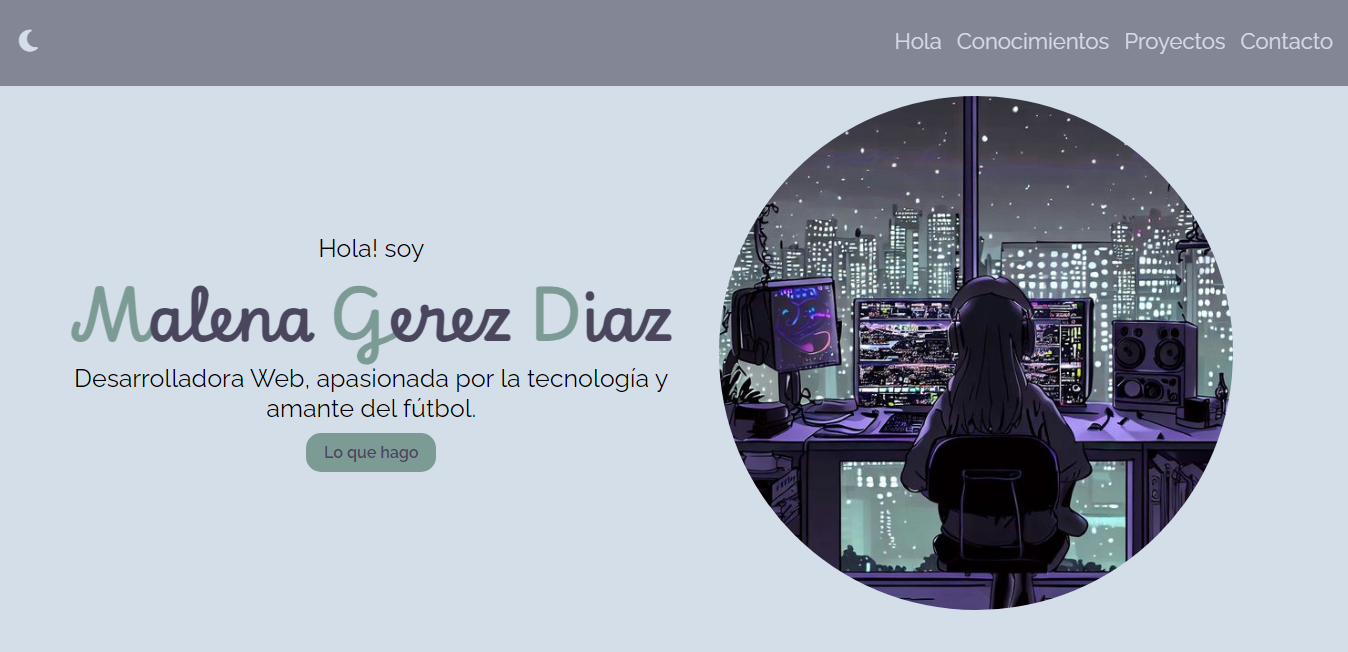 Hola Conocimientos Proyectos Contacto
Hola! soy
Malena Gerez Diaz
Desarrolladora Web, apasionada por la tecnología y
amante del fútbol.
Lo que hago